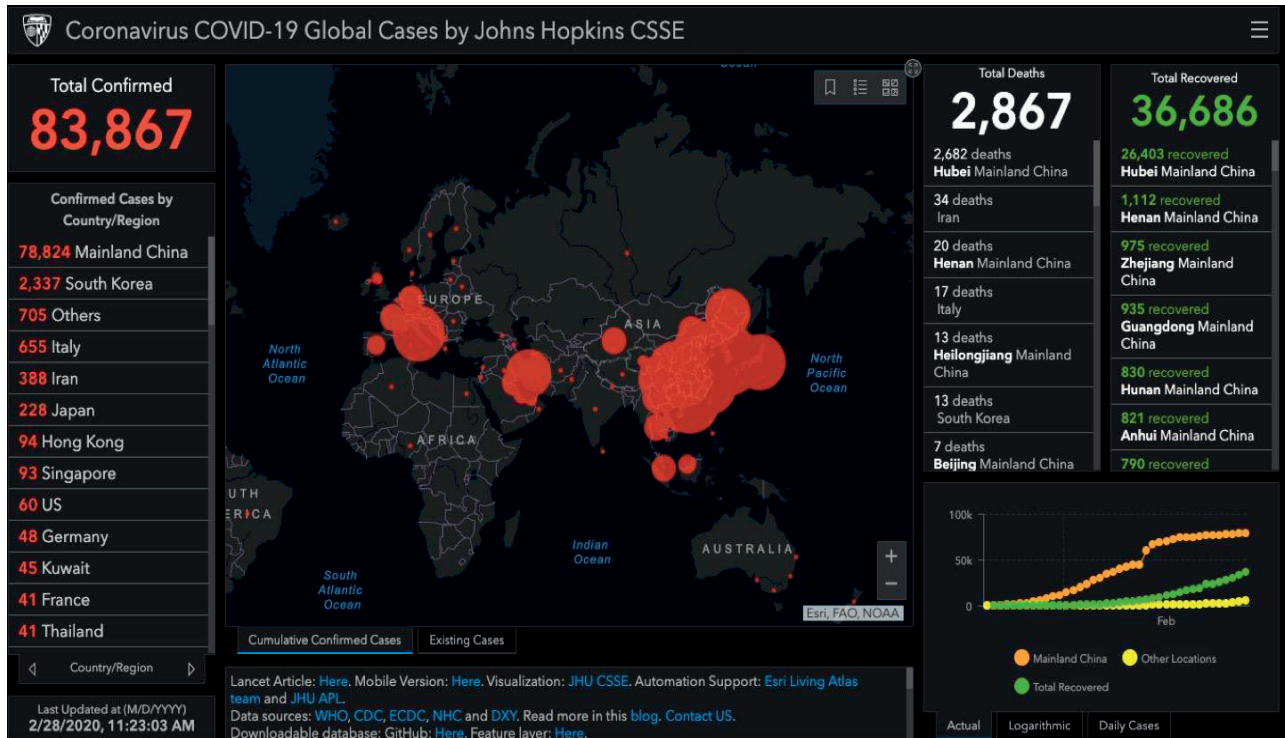 Coronavirus COVID-19 Global Cases by Johns Hopkins CSSE
Total Confirmed
83,867
Confirmed Cases by
Country/Region
78,824 Mainland China
2,337 South Korea
705 Others
655 Italy
388 Iran
228 Japan
94 Hong Kong
93 Singapore
60 US
48 Germany
45 Kuwait
41 France
41 Thailand
Country/Region
Last Updated at (M/D/YYYY)
2/28/2020, 11:23:03 AM
Ocean
EUROPE
ASIA
North
Atlantic
Ocean
North
Pacific
Ocean
AFRICA
UTH
ERICA
Indian
Ocean
AUSTRALIA
South
Atlantic
Ocean
+
−
Esri, FAO, NOAA
Cumulative Confirmed Cases
Existing Cases
Lancet Article: Here. Mobile Version: Here. Visualization: JHU CSSE. Automation Support: Esri Living Atlas
team and JHU APL.
Data sources: WHO, CDC, ECDC, NHC and DXY. Read more in this blog. Contact US.
Downloadable database: GitHub: Here. Feature layer: Here.
Total Deaths
2,867
2,682 deaths
Hubei Mainland China
34 deaths
Iran
20 deaths
Henan Mainland China
17 deaths
Italy
13 deaths
Heilongjiang Mainland
China
13 deaths
South Korea
7 deaths
Beijing Mainland China
Total Recovered
36,686
26,403 recovered
Hubei Mainland China
1,112 recovered
Henan Mainland China
975 recovered
Zhejiang Mainland
China
935 recovered
Guangdong Mainland
China
830 recovered
Hunan Mainland China
821 recovered
Anhui Mainland China
790 recovered
100k
50k
0
Feb
Mainland China
Other Locations
Total Recovered
Actual
Logarithmic
Daily Cases